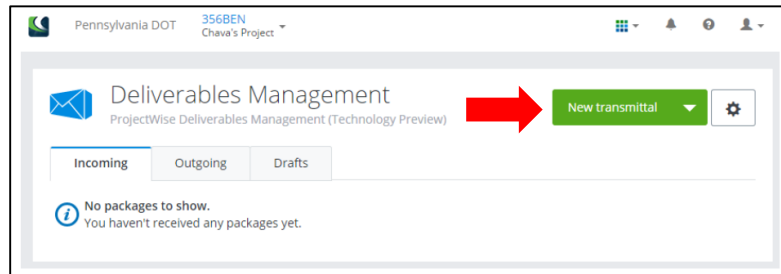 Pennsylvania DOT
356BEN
Chava's Project
Deliverables Management
ProjectWise Deliverables Management (Technology Preview)
New transmittal
Incoming
Outgoing
Drafts
No packages to show.
You haven't received any packages yet.